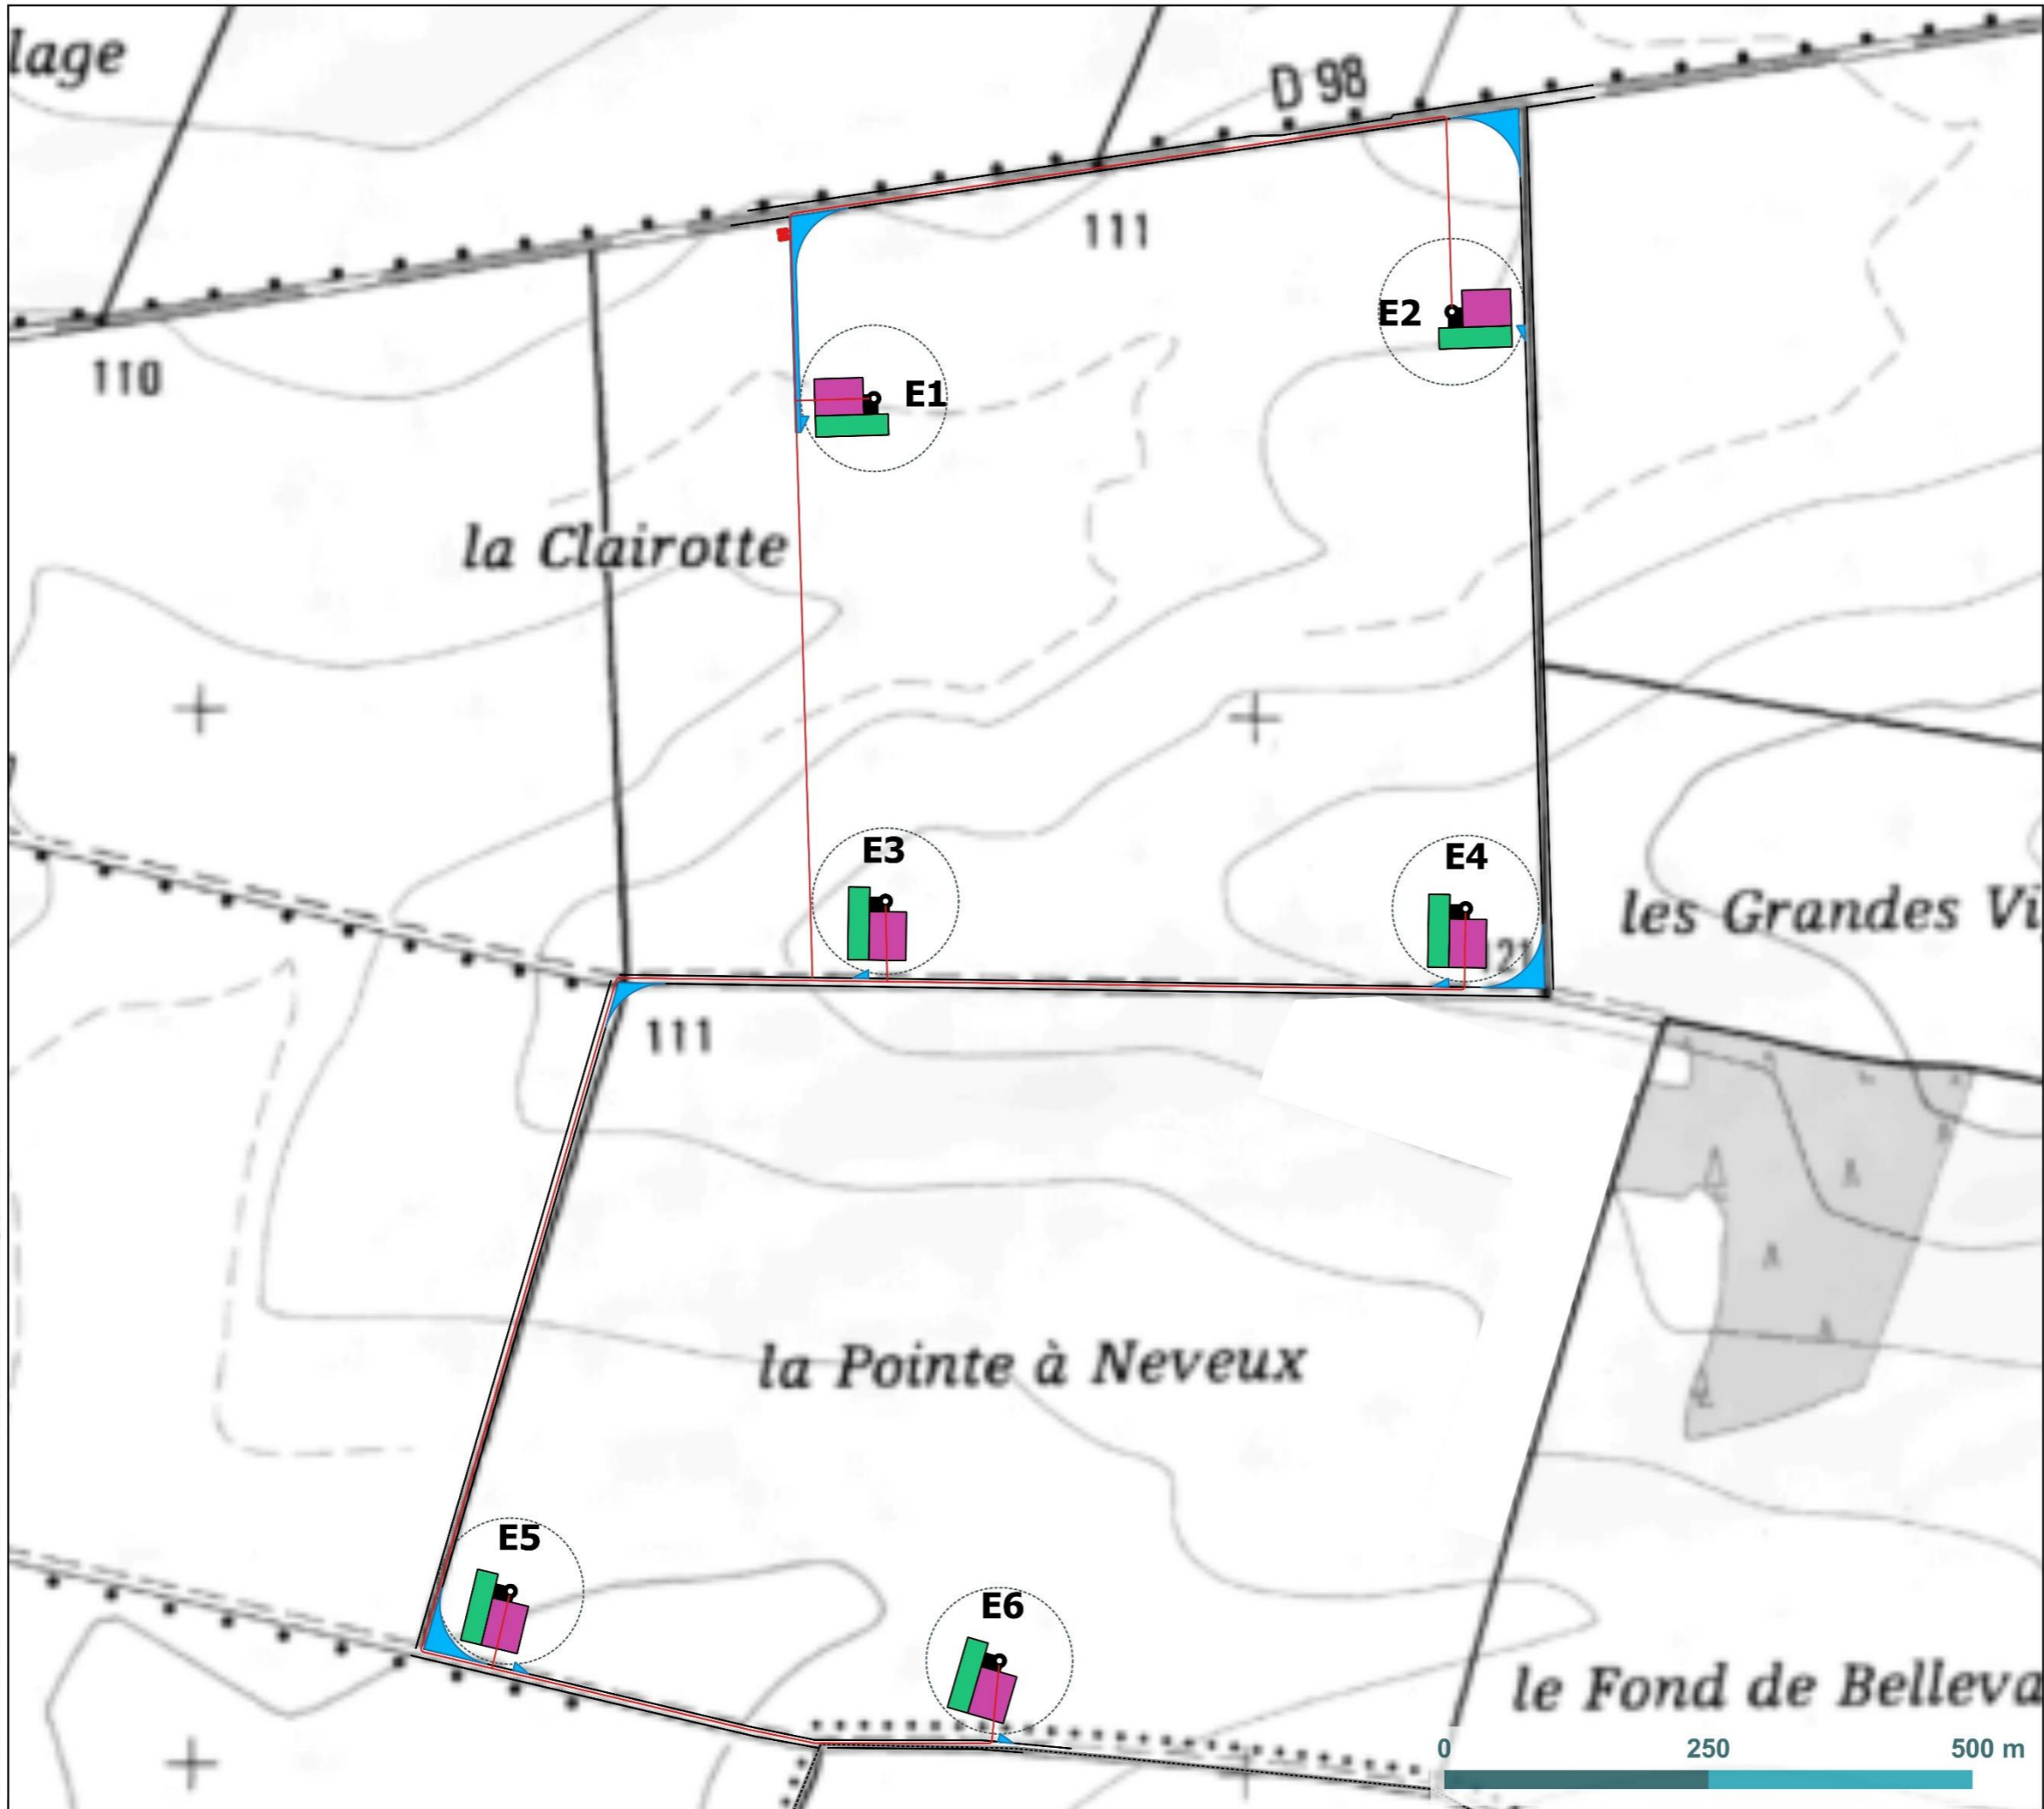 lage
D 98
111
110
E2
E1
la Clairotte
E3
E4
les Grandes Vi
121
111
la Pointe à Neveux
E5
E6
le Fond de Belleva
0 250 500 m